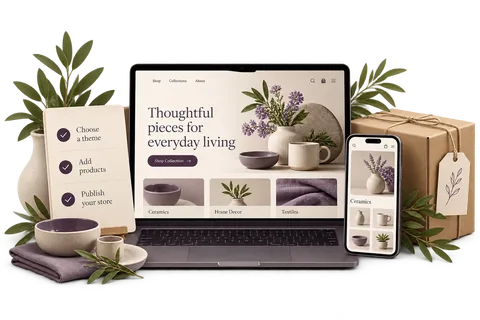 Choose
a theme
Add
products
Publish
your store
Shop Collections About
Thoughtful
pieces for
everyday living
Shop Collection →
Ceramics Home Decor Textiles
Ceramics